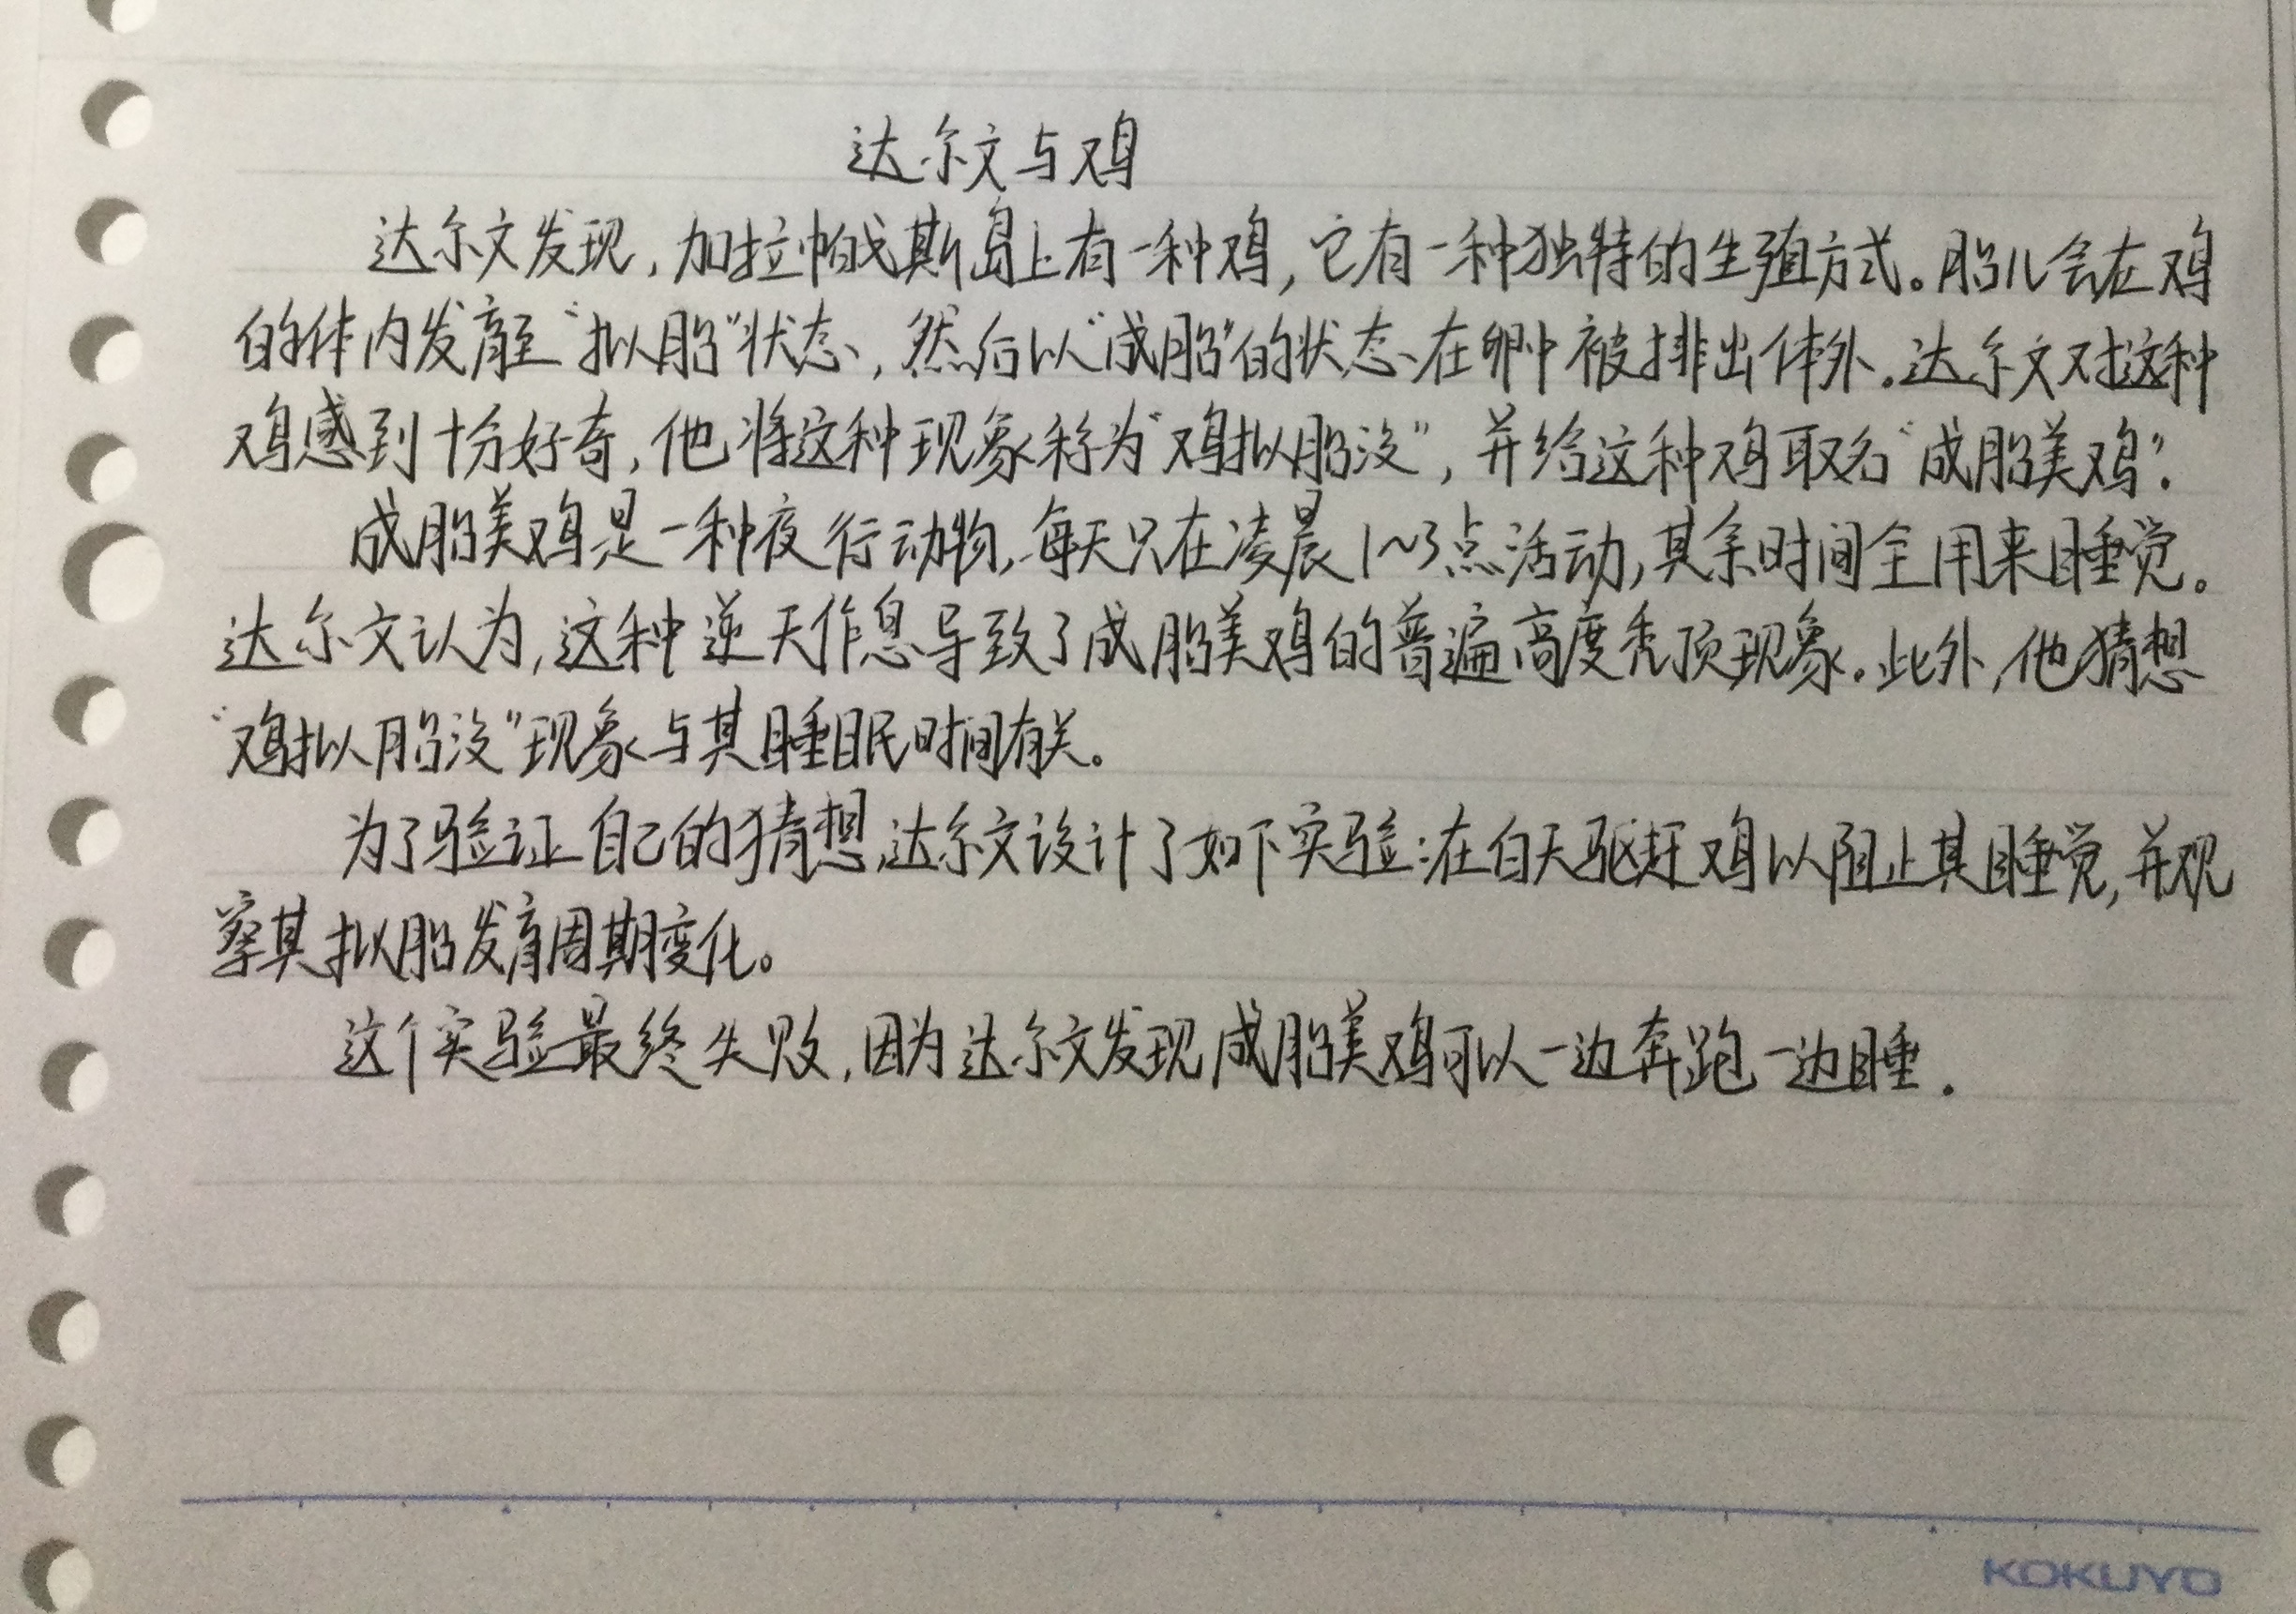 达尔文与鸡
达尔文发现,加拉帕戈斯岛上有一种鸡,它有一种独特的生殖方式。胎儿会在鸡
的体内发育至“拟胎”状态,然后以“成胎”的状态在卵中被排出体外.达尔文对这种
鸡感到十分好奇,他将这种现象称为“鸡拟胎没”,并给这种鸡取名“成胎美鸡”.
成胎美鸡是一种夜行动物,每天只在凌晨1~3点活动,其余时间全用来睡觉。
达尔文认为,这种逆天作息导致了成胎美鸡的普遍高度秃顶现象.此外,他猜想
“鸡拟胎没”现象与其睡眠时间有关。
为了验证自己的猜想,达尔文设计了如下实验:在白天驱赶鸡以阻止其睡觉,并观
察其拟胎发育周期变化。
这个实验最终失败,因为达尔文发现成胎美鸡可以一边奔跑一边睡.
KOKUYO